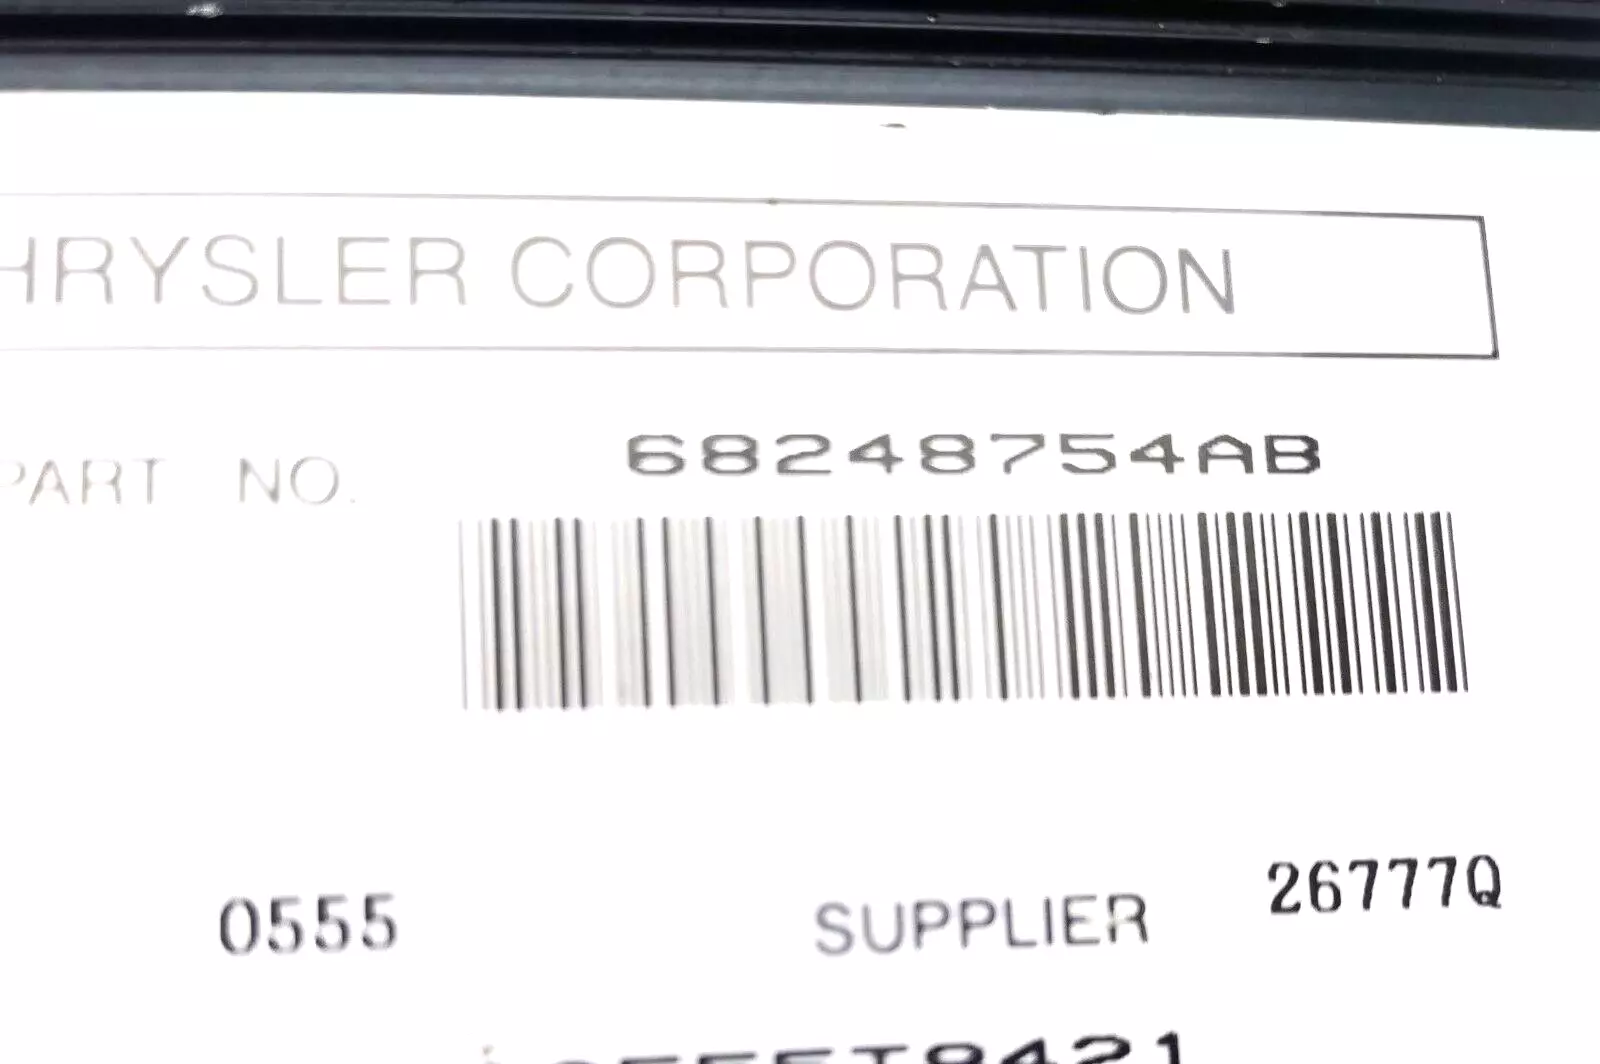 HRYSLER CORPORATION
PART NO. 68248754AB
0555 SUPPLIER 26777Q